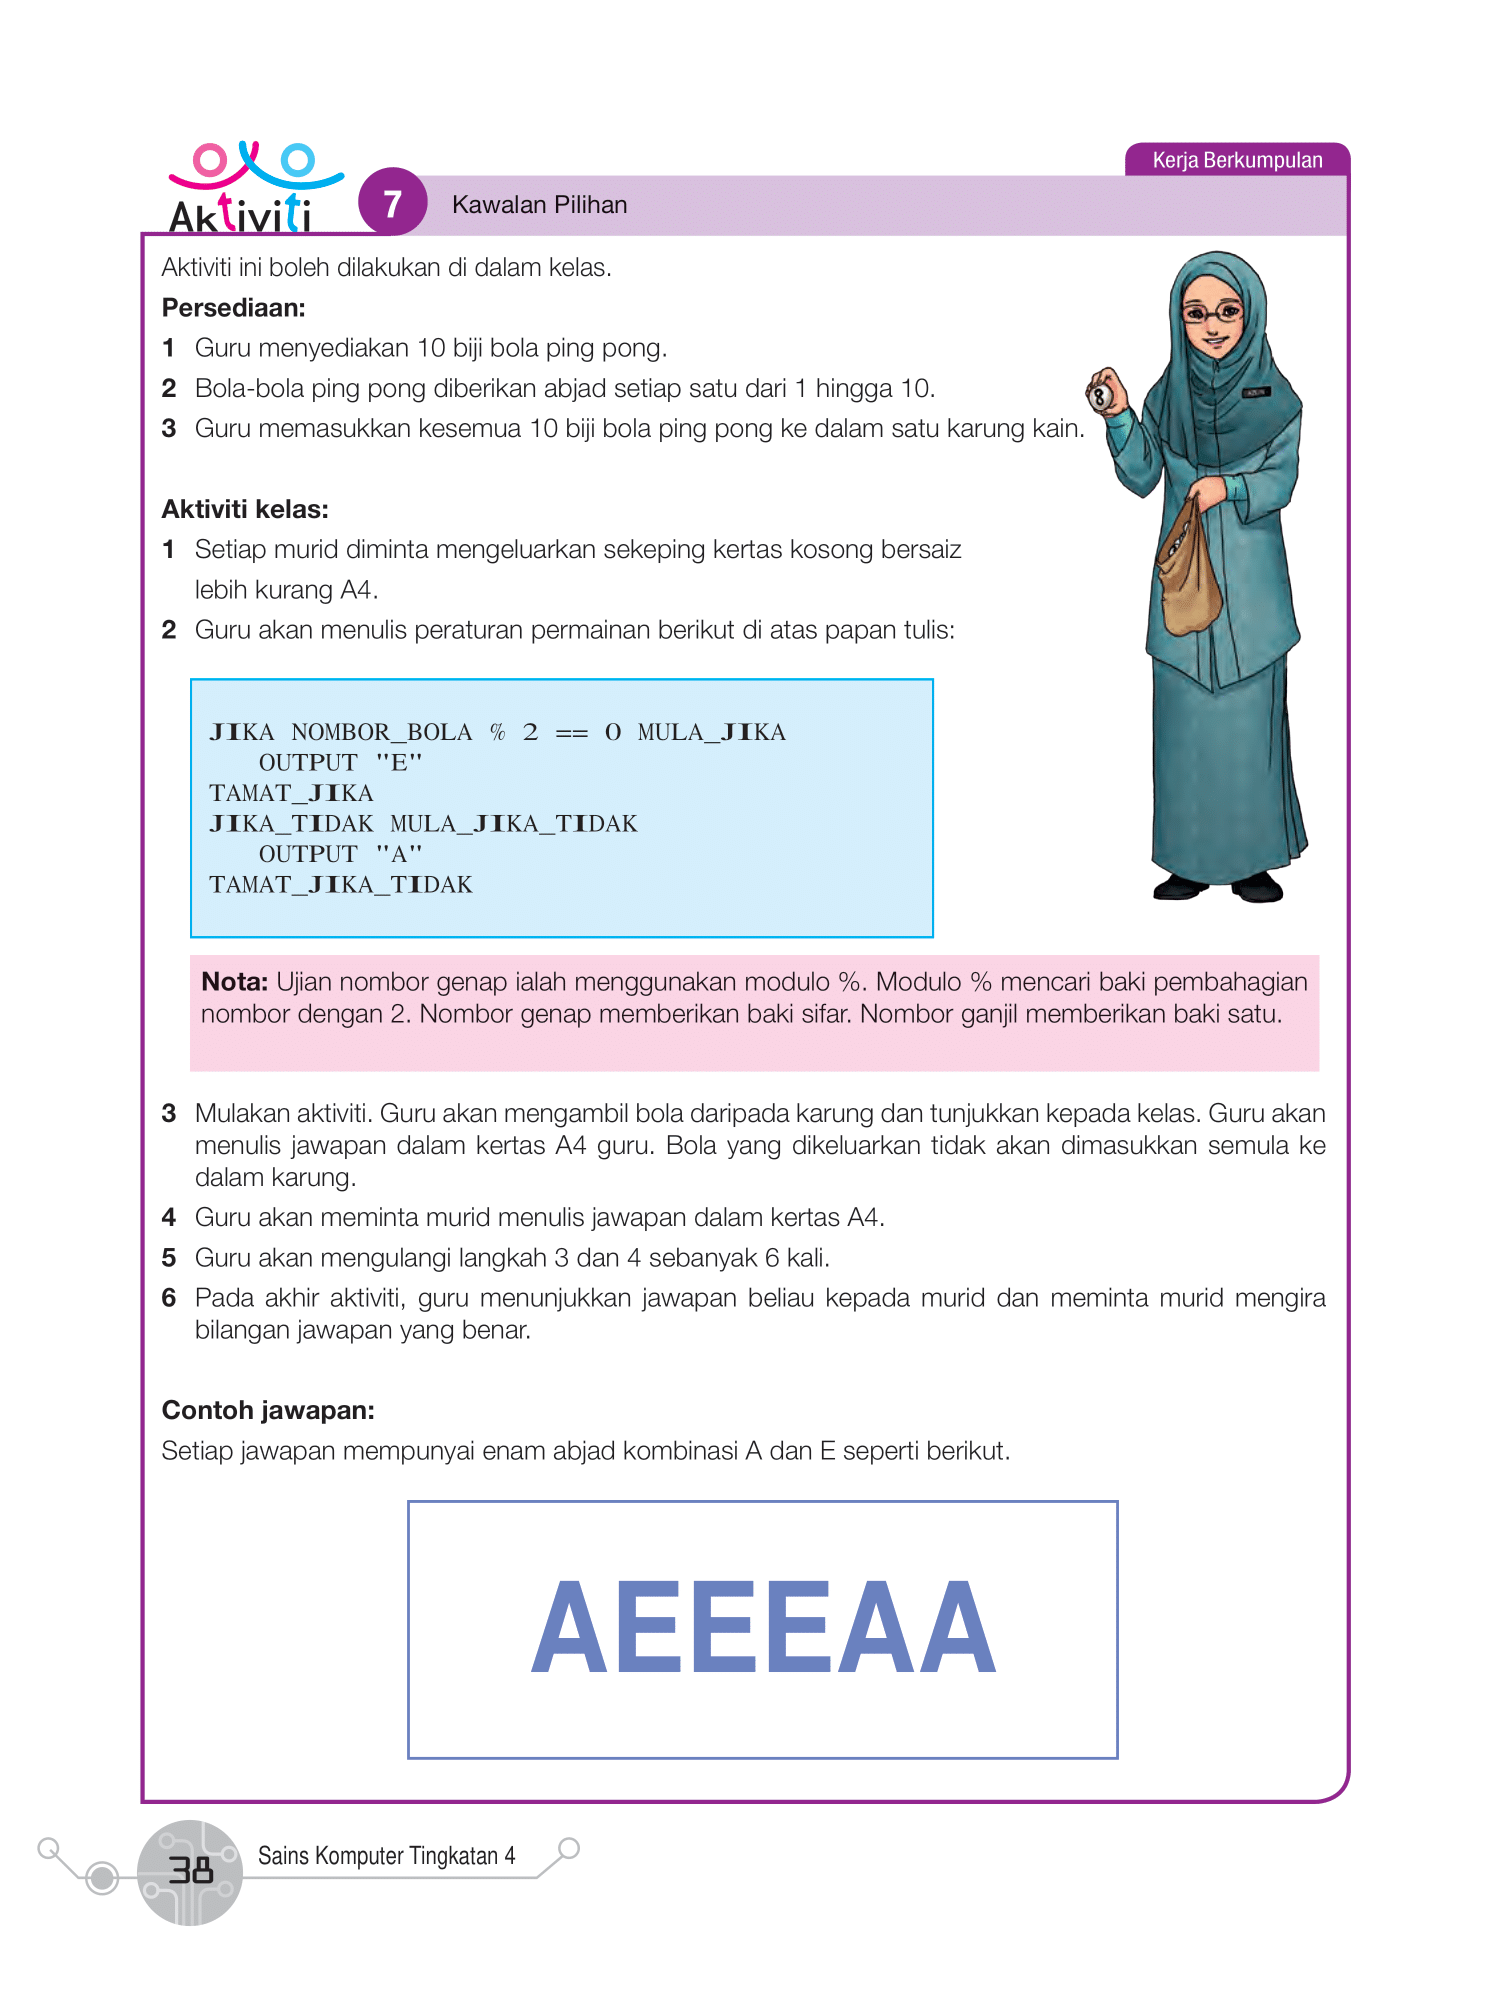 Kerja Berkumpulan
Aktiviti 7 Kawalan Pilihan
Aktiviti ini boleh dilakukan di dalam kelas.
Persediaan:
1 Guru menyediakan 10 biji bola ping pong.
2 Bola-bola ping pong diberikan abjad setiap satu dari 1 hingga 10.
3 Guru memasukkan kesemua 10 biji bola ping pong ke dalam satu karung kain.
8
Aktiviti kelas:
1 Setiap murid diminta mengeluarkan sekeping kertas kosong bersaiz
lebih kurang A4.
2 Guru akan menulis peraturan permainan berikut di atas papan tulis:
JIKA NOMBOR_BOLA % 2 == 0 MULA_JIKA
OUTPUT "E"
TAMAT_JIKA
JIKA_TIDAK MULA_JIKA_TIDAK
OUTPUT "A"
TAMAT_JIKA_TIDAK
Nota: Ujian nombor genap ialah menggunakan modulo %. Modulo % mencari baki pembahagian
nombor dengan 2. Nombor genap memberikan baki sifar. Nombor ganjil memberikan baki satu.
3 Mulakan aktiviti. Guru akan mengambil bola daripada karung dan tunjukkan kepada kelas. Guru akan
menulis jawapan dalam kertas A4 guru. Bola yang dikeluarkan tidak akan dimasukkan semula ke
dalam karung.
4 Guru akan meminta murid menulis jawapan dalam kertas A4.
5 Guru akan mengulangi langkah 3 dan 4 sebanyak 6 kali.
6 Pada akhir aktiviti, guru menunjukkan jawapan beliau kepada murid dan meminta murid mengira
bilangan jawapan yang benar.
Contoh jawapan:
Setiap jawapan mempunyai enam abjad kombinasi A dan E seperti berikut.
AEEEAA
38 Sains Komputer Tingkatan 4